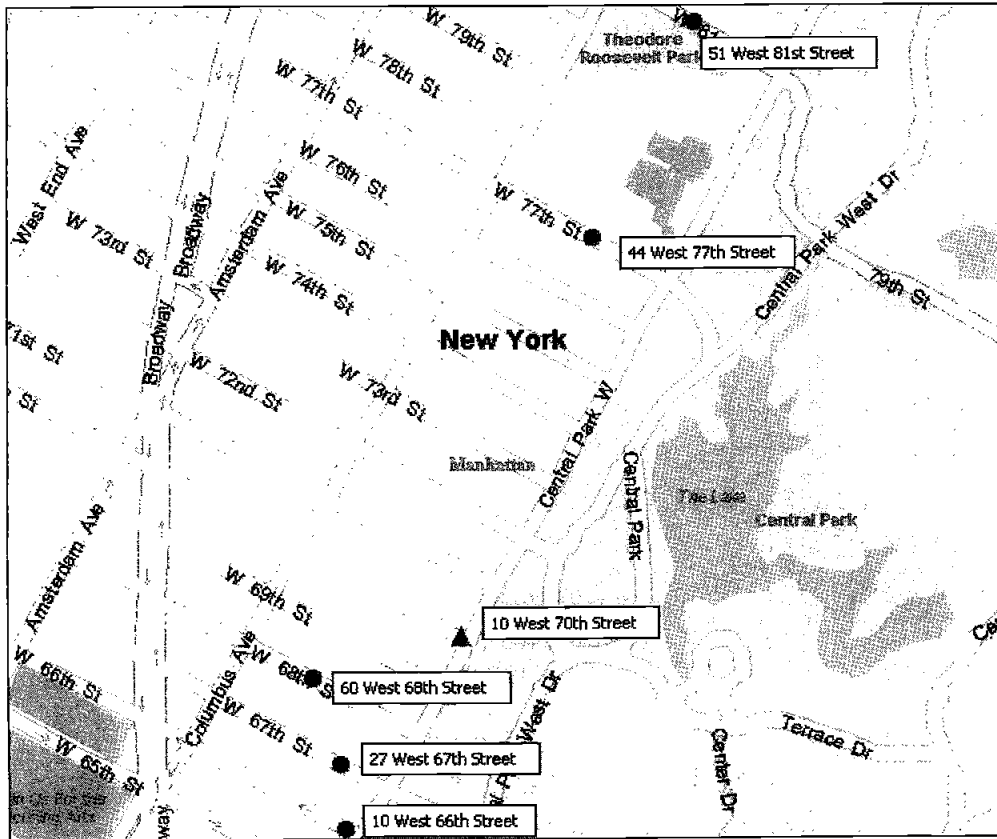 W 79th St
W 78th St
W 77th St
Theodore
Roosevelt Park
51 West 81st Street
W 76th St
West End Ave
W 73rd St
Broadway
Amsterdam Ave
W 75th St
W 77th St
44 West 77th Street
Central Park West Dr
79th St
W 74th St
71st St
St
Broadway
W 72nd St
New York
W 73rd St
Central Park W
Manhattan
Central Park
The Lake
Central Park
Amsterdam Ave
W 69th St
10 West 70th Street
W 66th St
Columbus Ave
W 68th St
60 West 68th Street
West Dr
W 67th St
27 West 67th Street
W 65th St
Center Dr
Terrace Dr
10 West 66th Street